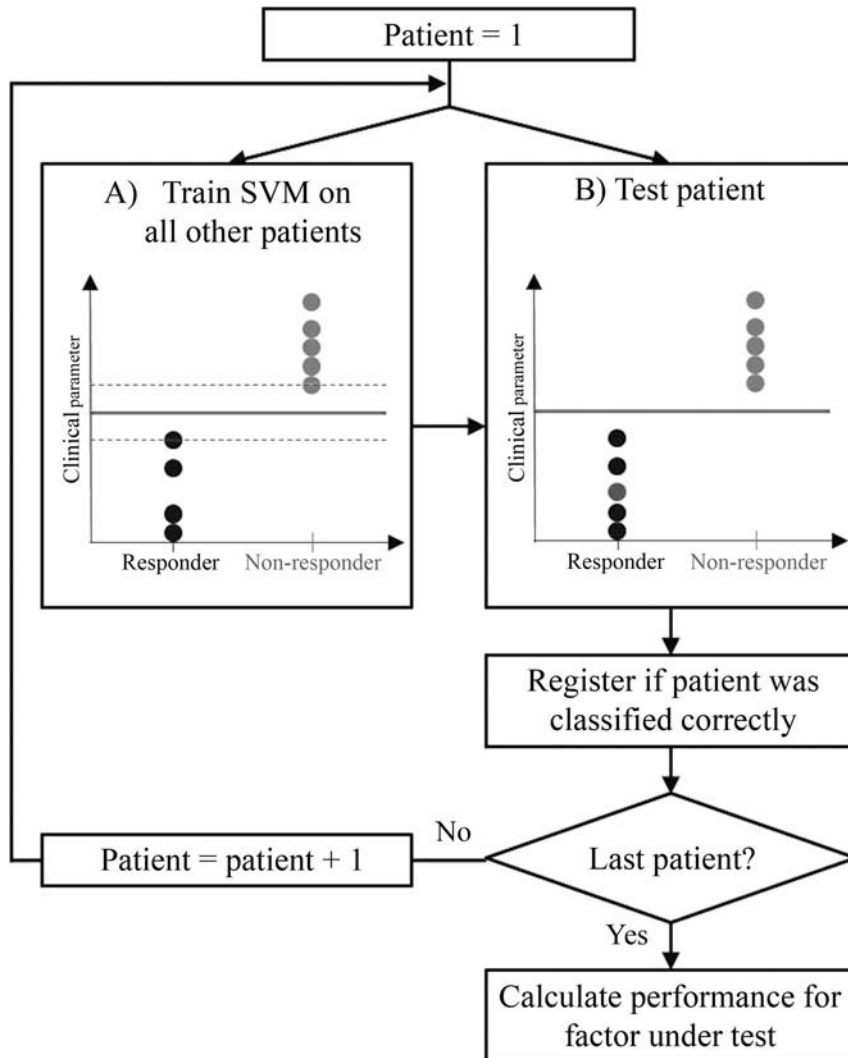 Patient = 1
A) Train SVM on
all other patients
Clinical parameter
Responder
Non-responder
B) Test patient
Clinical parameter
Responder
Non-responder
Register if patient was
classified correctly
Last patient?
No
Patient = patient + 1
Yes
Calculate performance for
factor under test